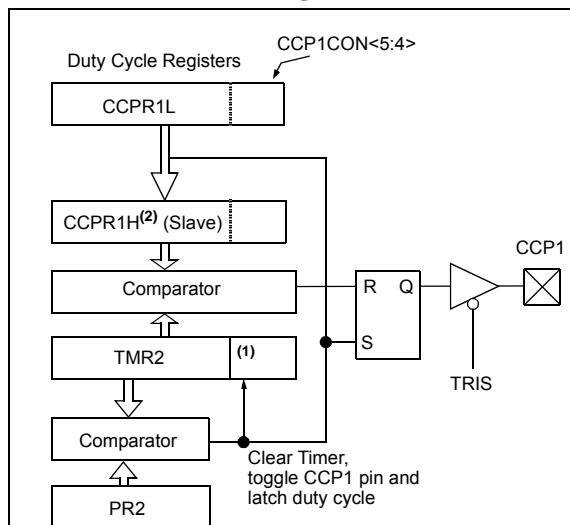 CCP1CON<5:4>
Duty Cycle Registers
CCPR1L
CCPR1H(2) (Slave)
CCP1
Comparator
R Q
TMR2 (1)
S
TRIS
Comparator
Clear Timer,
toggle CCP1 pin and
latch duty cycle
PR2